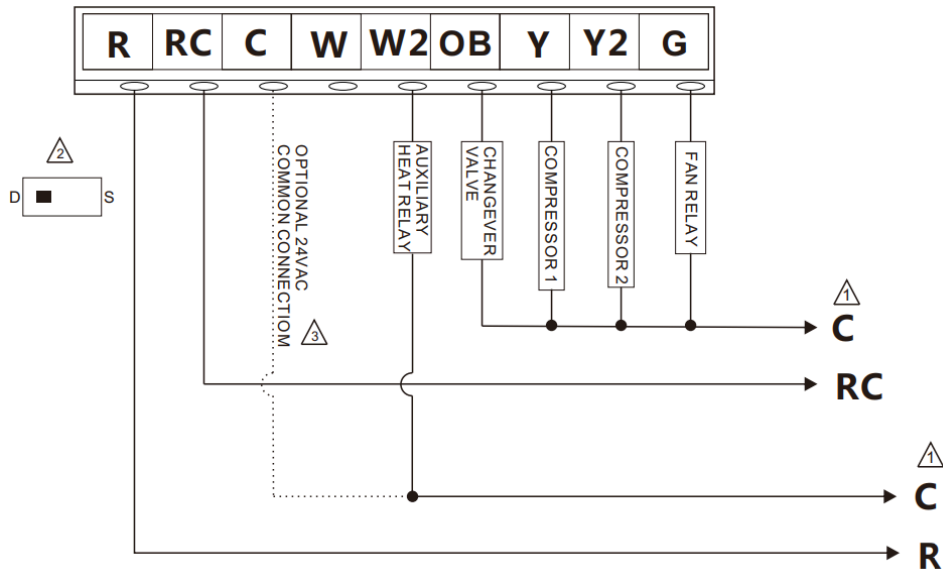 R RC C W W2 OB Y Y2 G
2
D S
OPTIONAL 24VAC
COMMON CONNECTIOM
3
AUXILIARY
HEAT RELAY
CHANGEVER
VALVE
COMPRESSOR 1
COMPRESSOR 2
FAN RELAY
1
C
RC
1
C
R